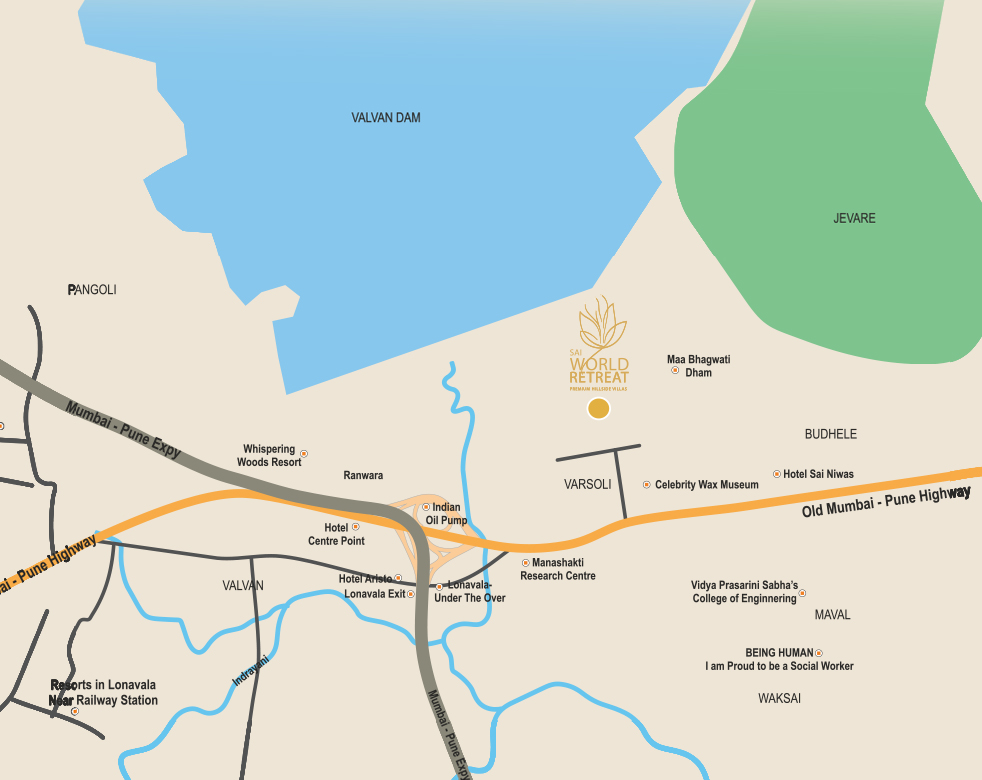 VALVAN DAM
JEVARE
PANGOLI
SAI
WORLD
RETREAT
PREMIUM HILLSIDE VILLAS
Maa Bhagwati
Dham
Mumbai - Pune Expy
BUDHELE
Whispering
Woods Resort
Ranwara
Hotel Sai Niwas
VARSOLI
Celebrity Wax Museum
Old Mumbai - Pune Highway
Indian
Oil Pump
Hotel
Centre Point
ai - Pune Highway
Manashakti
Research Centre
Hotel Aristo
Lonavala Exit
Lonavala-
Under The Over
VALVAN
Vidya Prasarini Sabha's
College of Enginnering
MAVAL
BEING HUMAN
I am Proud to be a Social Worker
Indrayani
Resorts in Lonavala
Near Railway Station
WAKSAI
Mumbai - Pune Expy